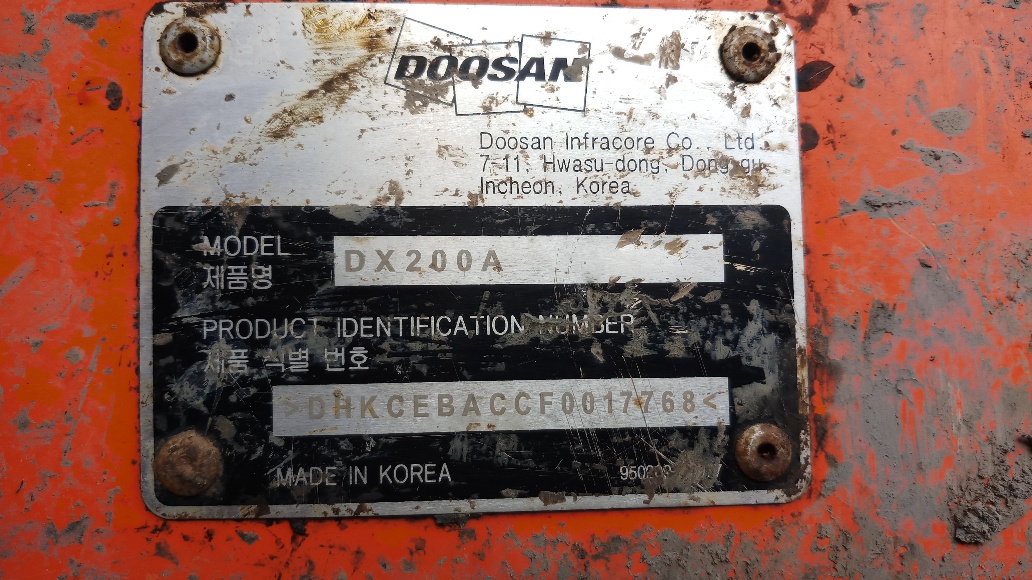 DOOSAN
Doosan Infracore Co., Ltd.
7-11, Hwasu-dong, Dong-gu,
Incheon, Korea
MODEL DX200A
제품명
PRODUCT IDENTIFICATION NUMBER
제품 식별 번호
>DHKCEBACCF0017768<
MADE IN KOREA